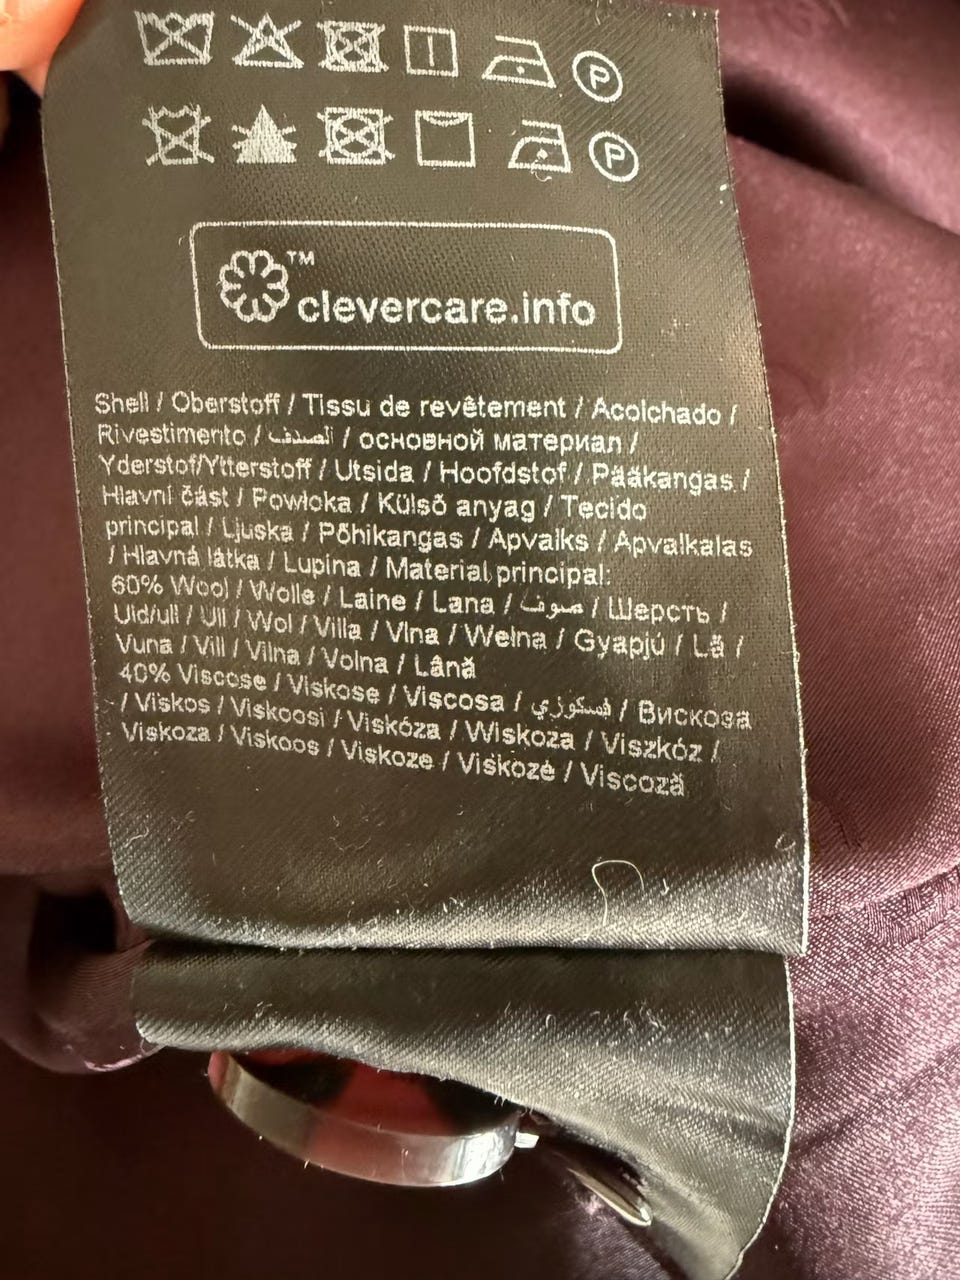 P
P
™
clevercare.info
Shell / Oberstoff / Tissu de revêtement / Acolchado /
Rivestimento / الصدف / основной материал /
Yderstof/Ytterstoff / Utsida / Hoofdstof / Pääkangas /
Hlavní část / Powłoka / Külső anyag / Tecido
principal / Ljuska / Põhikangas / Apvalks / Apvalkalas
/ Hlavná látka / Lupina / Material principal:
60% Wool / Wolle / Laine / Lana / صوف / Шерсть /
Uld/ull / Ull / Wol / Villa / Vlna / Wełna / Gyapjú / Lã /
Vuna / Vill / Vilna / Volna / Lână
40% Viscose / Viskose / Viscosa / فسكوزي / Вискоза
/ Viskos / Viskoosi / Viskóza / Wiskoza / Viszkóz /
Viskoza / Viskoos / Viskoze / Viskozė / Viscoză